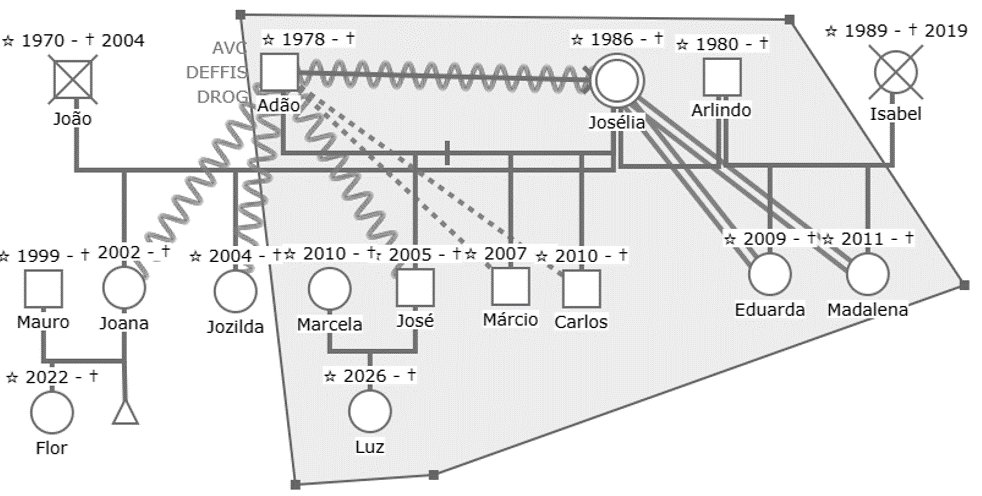 ☆ 1970 - † 2004
João
AVC
DEFFIS
DROG
☆ 1978 - †
Adão
☆ 1986 - †
Josélia
☆ 1980 - †
Arlindo
☆ 1989 - † 2019
Isabel
☆ 1999 - †
Mauro
2002 - †
Joana
☆ 2004 - †
Jozilda
☆ 2010 - †
Marcela
2005 - †
José
☆ 2007
Márcio
☆ 2010 - †
Carlos
☆ 2009 - †
Eduarda
☆ 2011 - †
Madalena
☆ 2022 - †
Flor
☆ 2026 - †
Luz